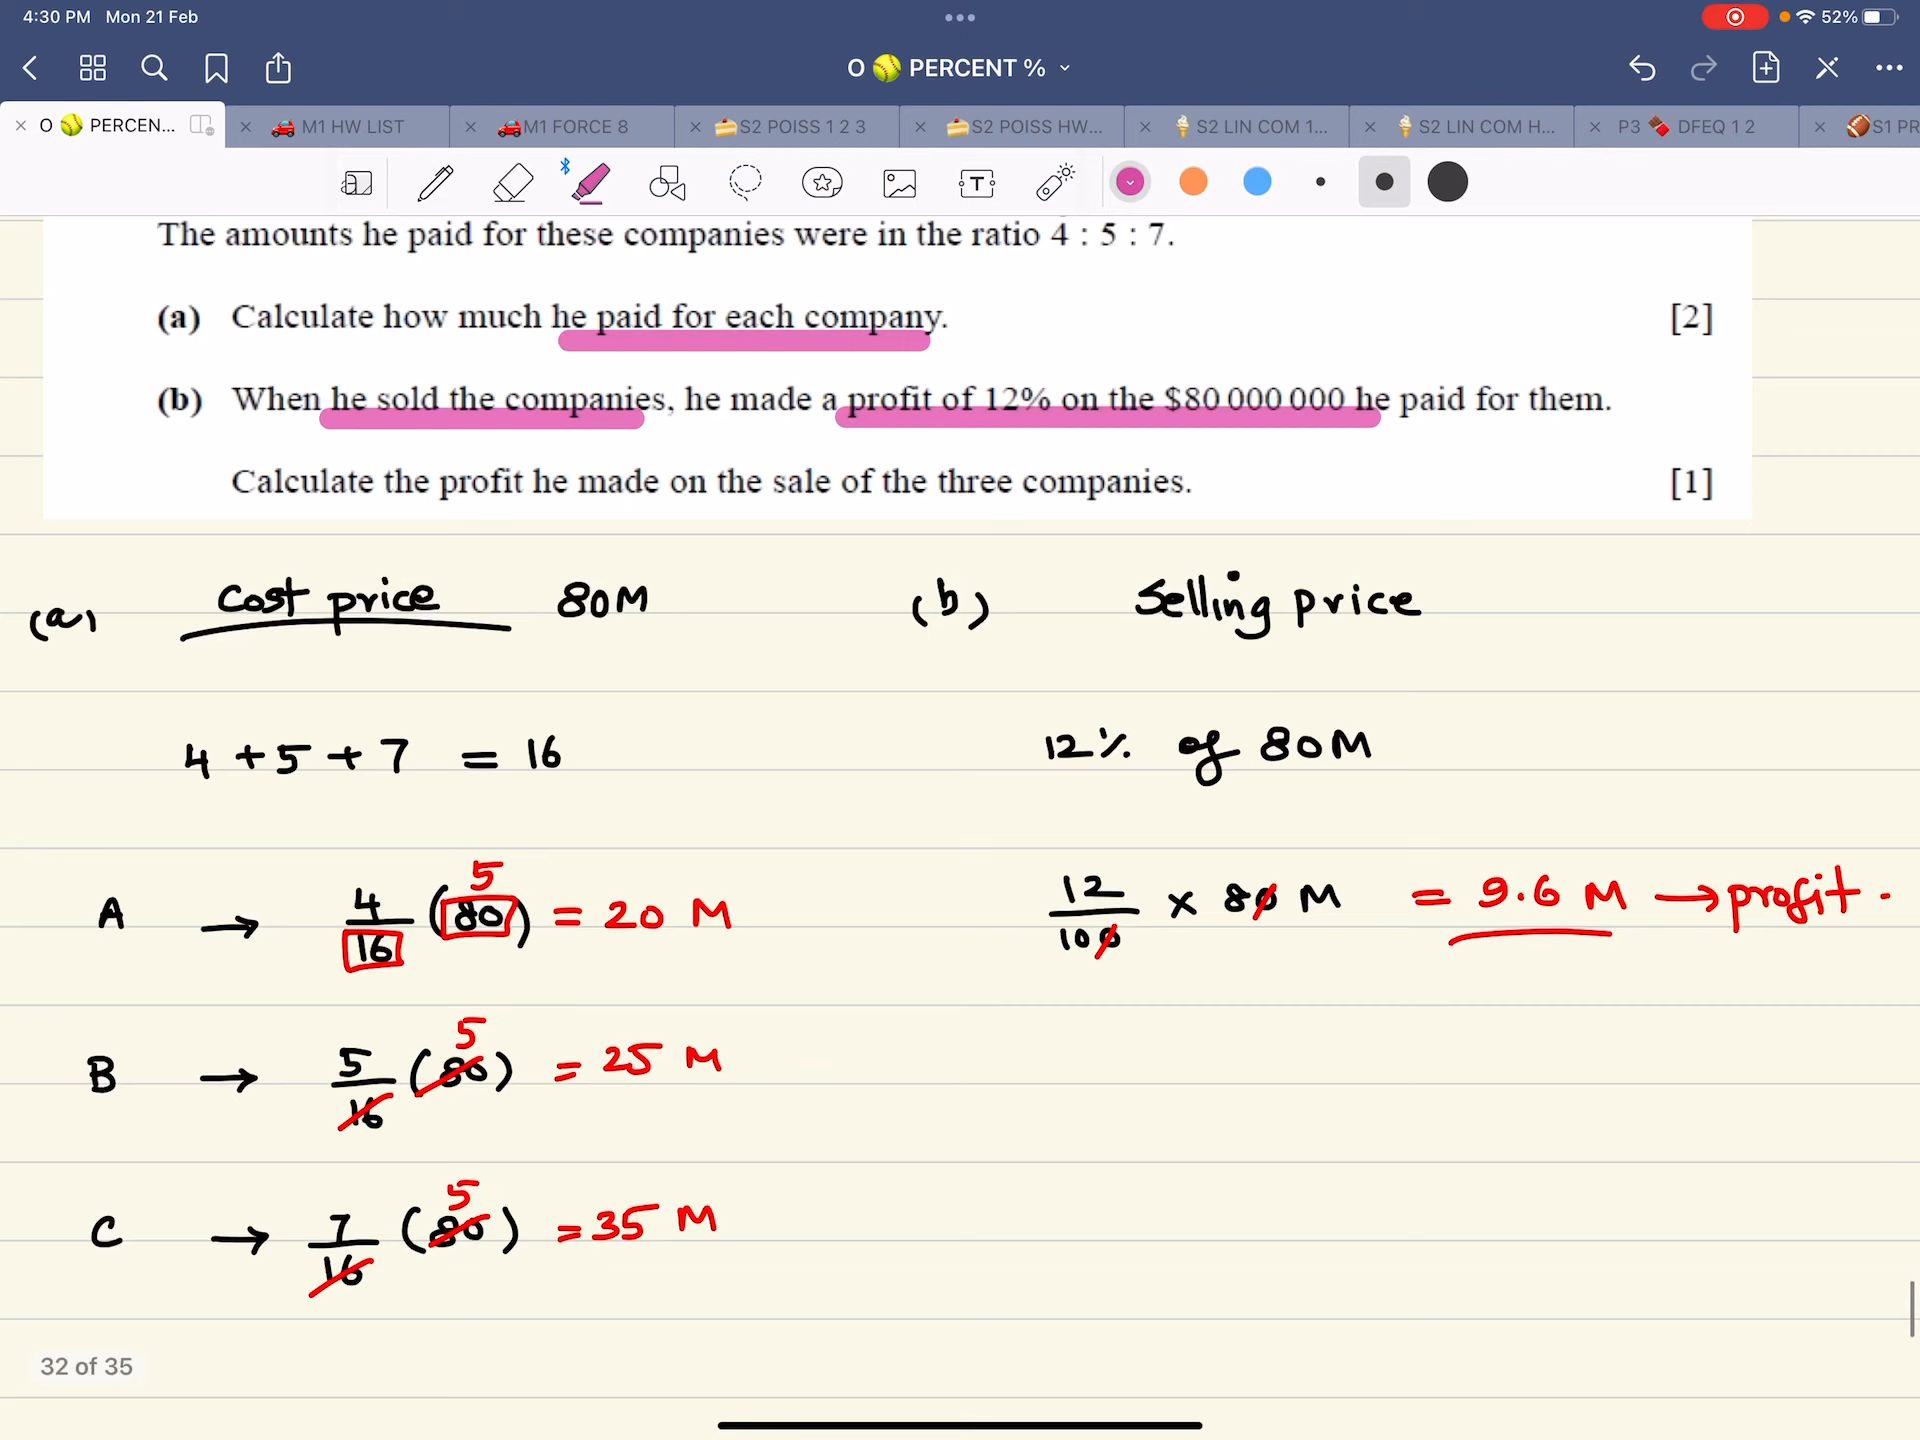 4:30 PM Mon 21 Feb
52%
O PERCENT %
O PERCEN...
M1 HW LIST
M1 FORCE 8
S2 POISS 1 2 3
S2 POISS HW...
S2 LIN COM 1...
S2 LIN COM H...
P3 DFEQ 1 2
S1 PR
The amounts he paid for these companies were in the ratio 4 : 5 : 7.
(a) Calculate how much he paid for each company. [2]
(b) When he sold the companies, he made a profit of 12% on the $80 000 000 he paid for them.
Calculate the profit he made on the sale of the three companies. [1]
(a) Cost price 80M
4 + 5 + 7 = 16
A → 4/16 (80) 5 = 20 M
B → 5/16 (80) 5 = 25 M
C → 7/16 (80) 5 = 35 M
(b) Selling price
12% of 80M
12/100 x 80 M = 9.6 M → profit.
32 of 35